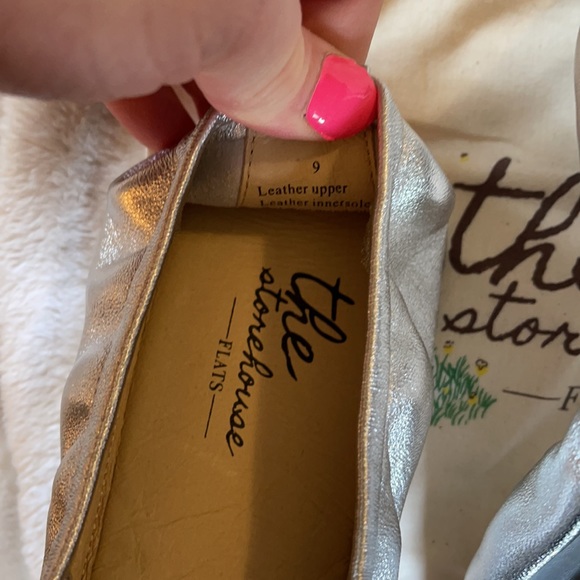 9
Leather upper
Leather innersole
the
storehouse
FLATS
the
stor
F